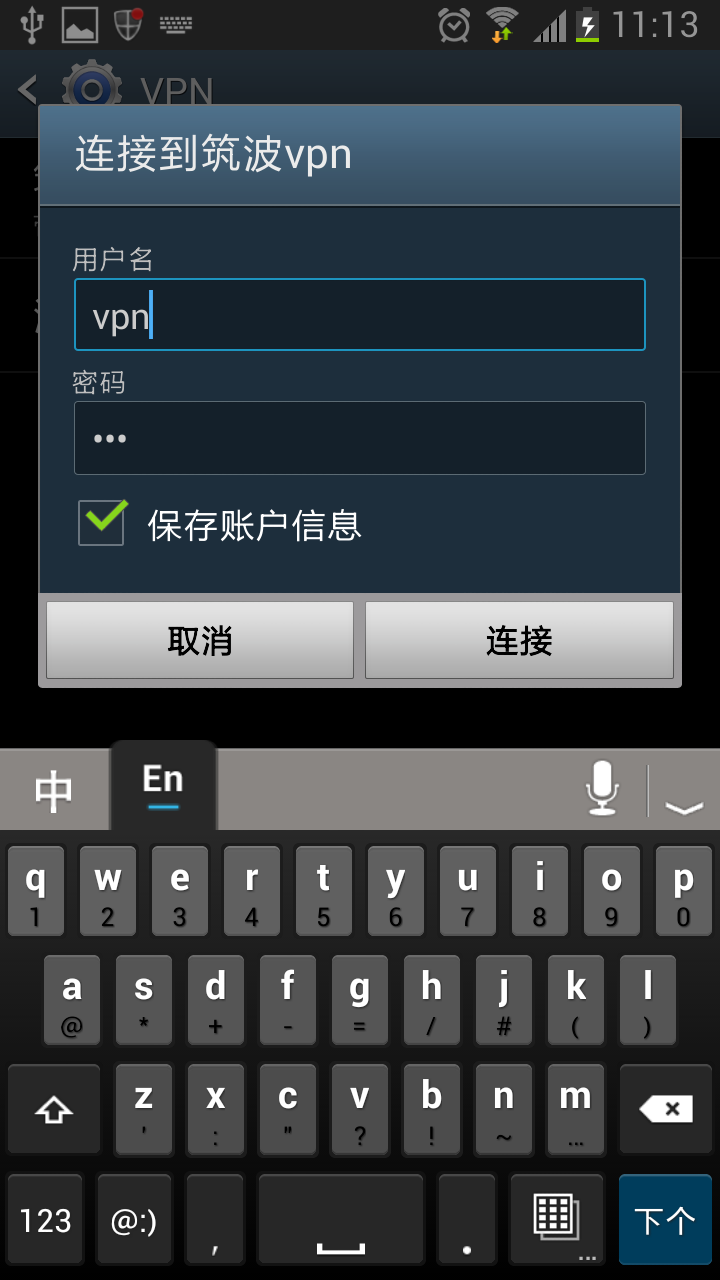 11:13
VPN
连接到筑波vpn
用户名
vpn
密码
•••
保存账户信息
取消 连接
中 En
q w e r t y u i o p
1 2 3 4 5 6 7 8 9 0
a s d f g h j k l
@ * + - = / # ( )
z x c v b n m
' : " ? ! ~ ...
123 @:) , . ...下个